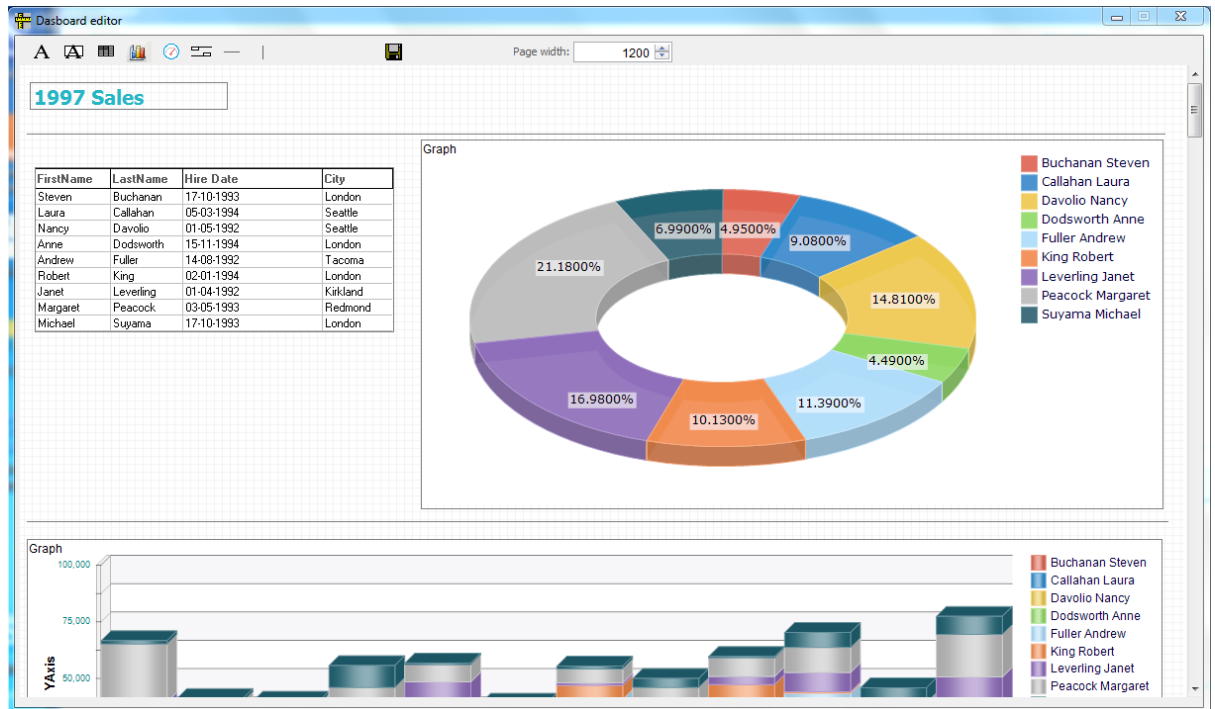 Dasboard editor
A A Page width: 1200
1997 Sales
FirstName LastName Hire Date City
Steven Buchanan 17-10-1993 London
Laura Callahan 05-03-1994 Seattle
Nancy Davolio 01-05-1992 Seattle
Anne Dodsworth 15-11-1994 London
Andrew Fuller 14-08-1992 Tacoma
Robert King 02-01-1994 London
Janet Leverling 01-04-1992 Kirkland
Margaret Peacock 03-05-1993 Redmond
Michael Suyama 17-10-1993 London
Graph
6.9900% 4.9500%
9.0800%
21.1800%
14.8100%
4.4900%
16.9800%
11.3900%
10.1300%
Buchanan Steven
Callahan Laura
Davolio Nancy
Dodsworth Anne
Fuller Andrew
King Robert
Leverling Janet
Peacock Margaret
Suyama Michael
Graph
100,000
75,000
50,000
YAxis
Buchanan Steven
Callahan Laura
Davolio Nancy
Dodsworth Anne
Fuller Andrew
King Robert
Leverling Janet
Peacock Margaret